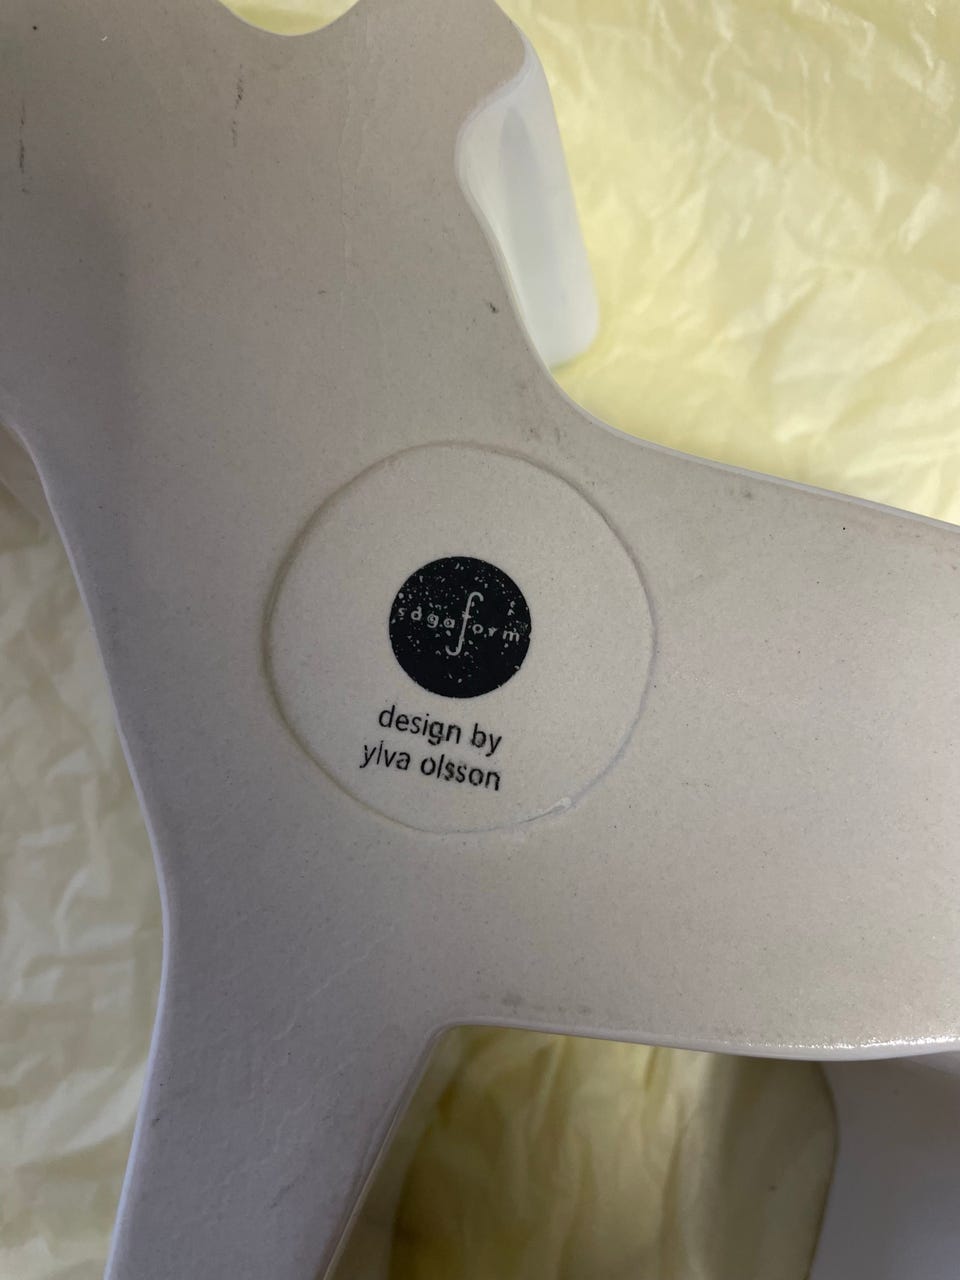 sagaform
design by
ylva olsson